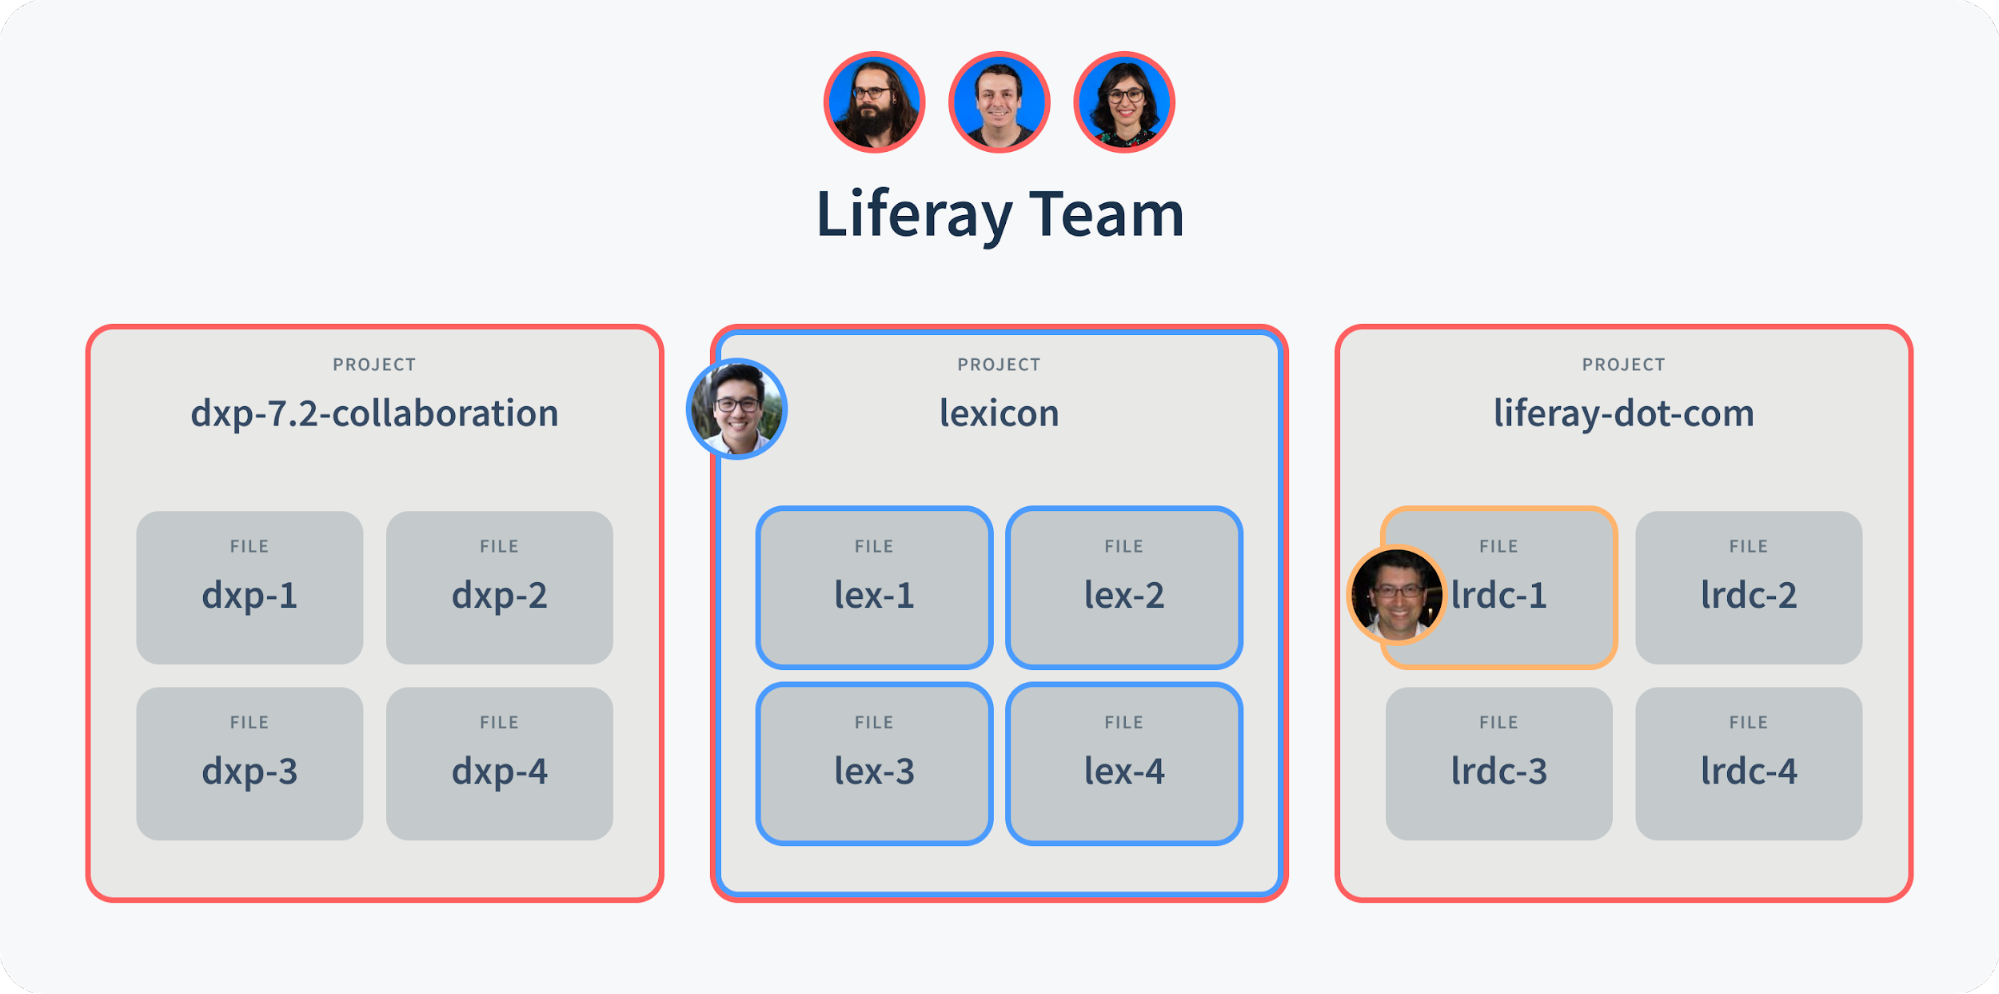 Liferay Team
PROJECT
dxp-7.2-collaboration
FILE
dxp-1
FILE
dxp-2
FILE
dxp-3
FILE
dxp-4
PROJECT
lexicon
FILE
lex-1
FILE
lex-2
FILE
lex-3
FILE
lex-4
PROJECT
liferay-dot-com
FILE
lrdc-1
FILE
lrdc-2
FILE
lrdc-3
FILE
lrdc-4